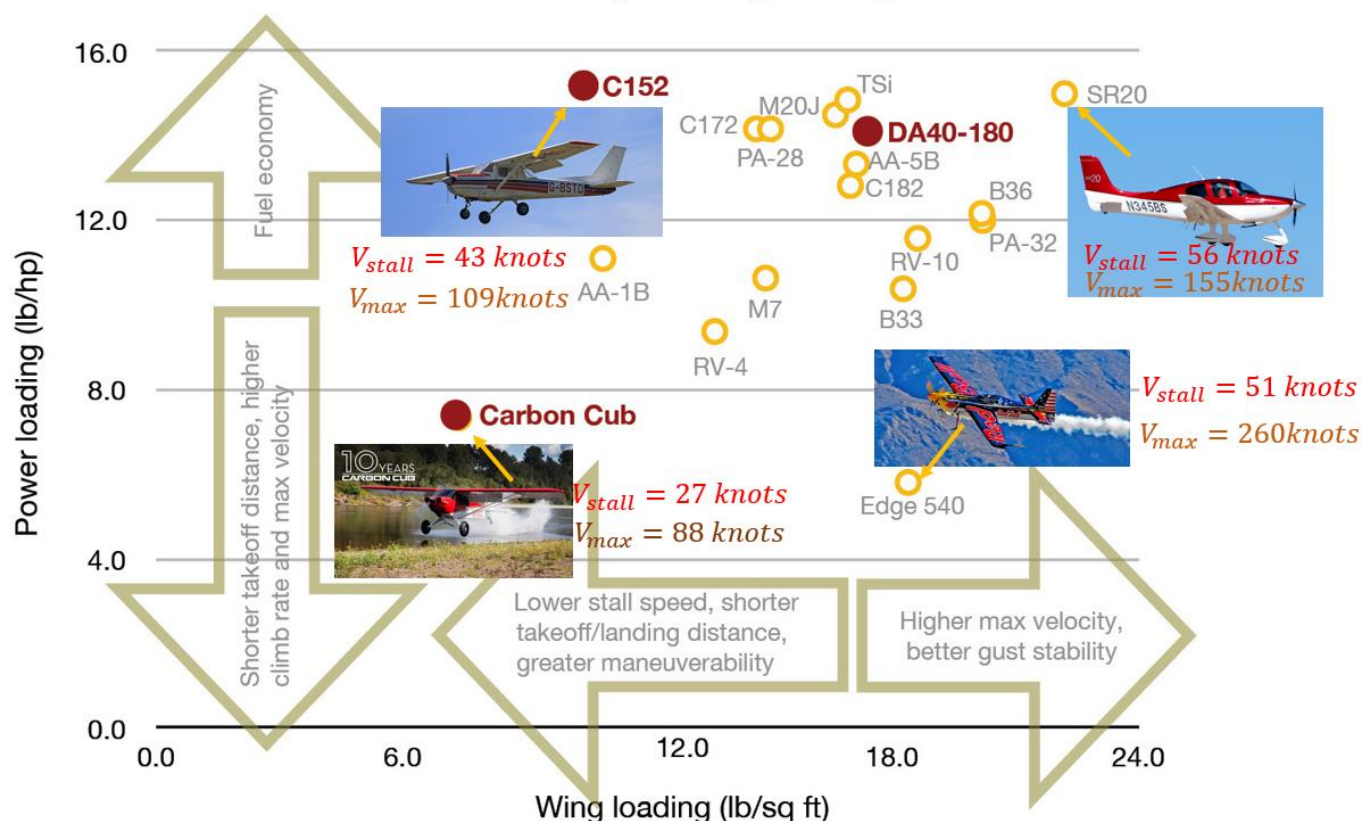 16.0
12.0
8.0
4.0
0.0
Power loading (lb/hp)
0.0
6.0
12.0
18.0
24.0
Wing loading (lb/sq ft)
Fuel economy
Shorter takeoff distance, higher
climb rate and max velocity
Lower stall speed, shorter
takeoff/landing distance,
greater maneuverability
Higher max velocity,
better gust stability
C152
G-BSTO
V_stall = 43 knots
V_max = 109knots
AA-1B
C172
PA-28
M20J
TSi
DA40-180
AA-5B
C182
SR20
N345BS
V_stall = 56 knots
V_max = 155knots
B36
PA-32
RV-10
B33
M7
RV-4
Carbon Cub
10 YEARS
CARBON CUB
V_stall = 27 knots
V_max = 88 knots
V_stall = 51 knots
V_max = 260knots
Edge 540